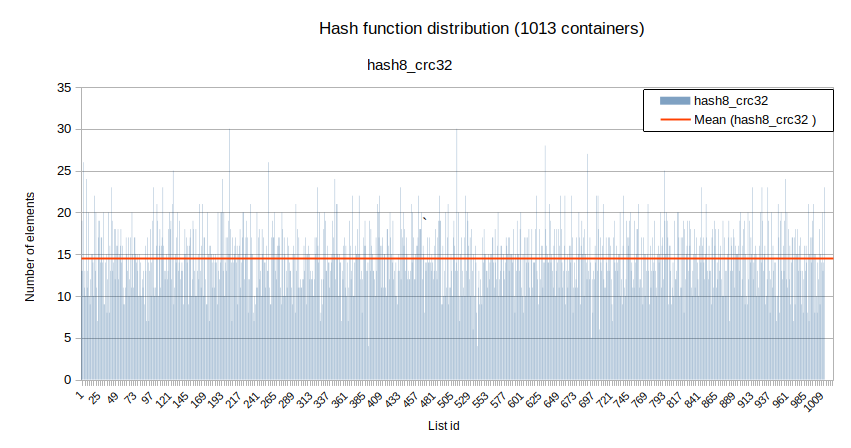 Hash function distribution (1013 containers)
hash8_crc32
hash8_crc32
Mean (hash8_crc32 )
Number of elements
35
30
25
20
15
10
5
0
1 25 49 73 97 121 145 169 193 217 241 265 289 313 337 361 385 409 433 457 481 505 529 553 577 601 625 649 673 697 721 745 769 793 817 841 865 889 913 937 961 985 1009
List id